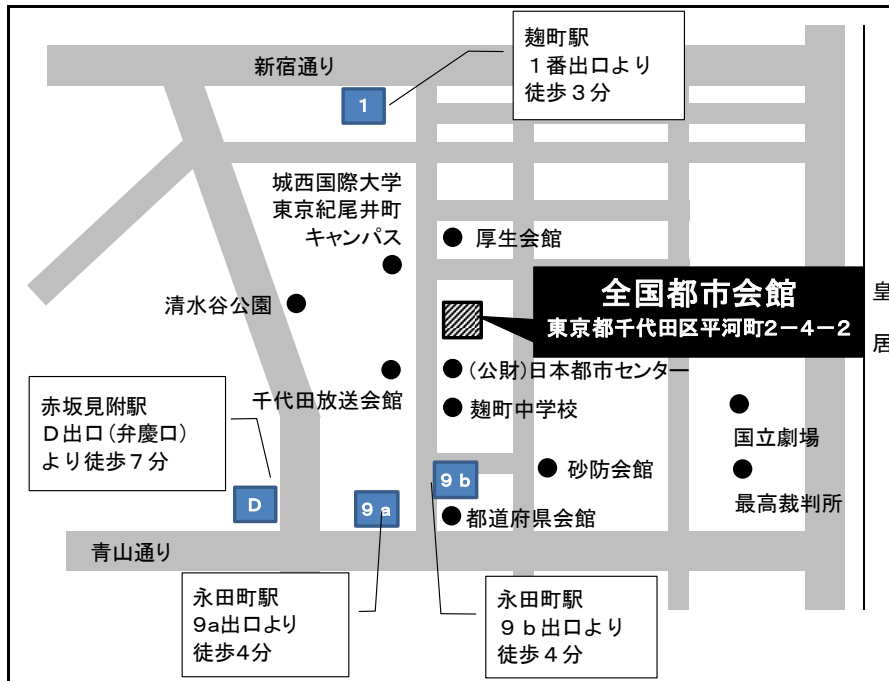 新宿通り
麹町駅
１番出口より
徒歩３分
1
城西国際大学
東京紀尾井町
キャンパス
厚生会館
清水谷公園
全国都市会館
東京都千代田区平河町2－4－2
皇
居
(公財)日本都市センター
千代田放送会館
麹町中学校
赤坂見附駅
Ｄ出口(弁慶口)
より徒歩７分
国立劇場
砂防会館
最高裁判所
D
9 a
9 b
都道府県会館
青山通り
永田町駅
9a出口より
徒歩4分
永田町駅
９ｂ出口より
徒歩４分